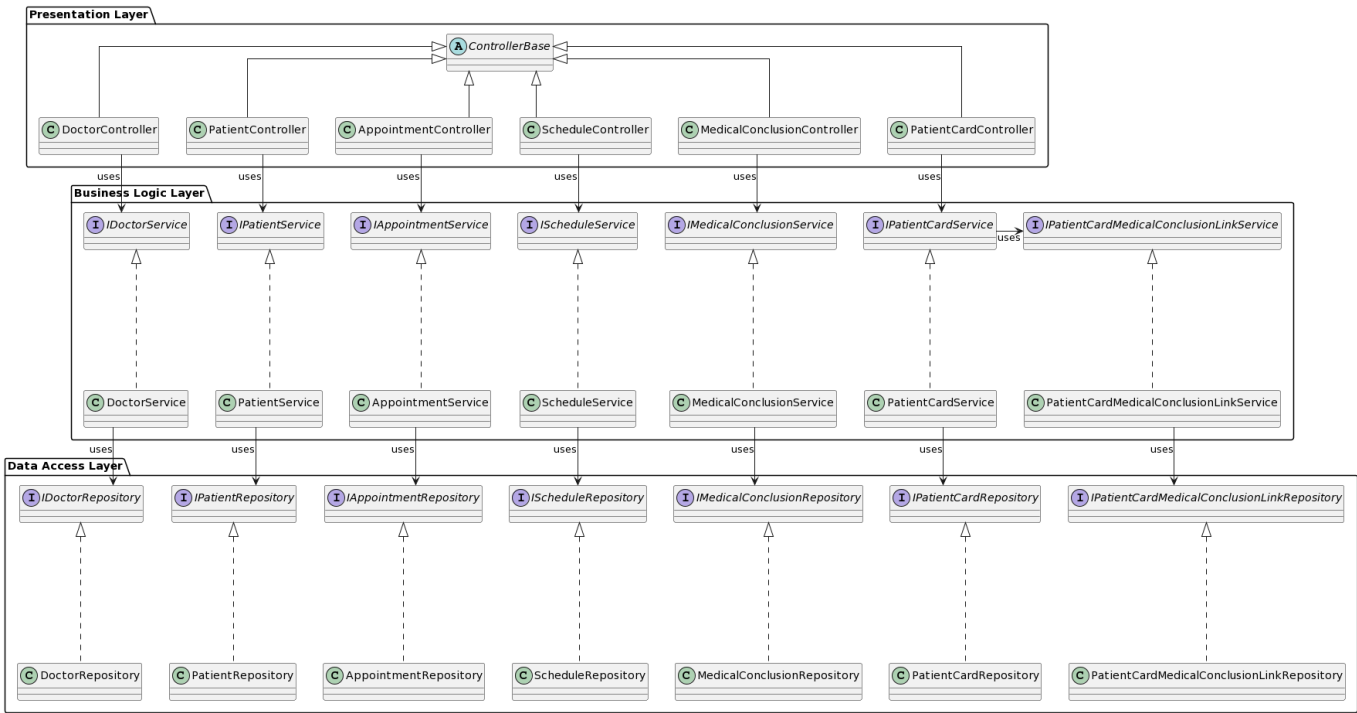 Presentation Layer
A ControllerBase
C DoctorController
C PatientController
C AppointmentController
C ScheduleController
C MedicalConclusionController
C PatientCardController
uses
uses
uses
uses
uses
uses
Business Logic Layer
I IDoctorService
I IPatientService
I IAppointmentService
I IScheduleService
I IMedicalConclusionService
I IPatientCardService
uses
I IPatientCardMedicalConclusionLinkService
C DoctorService
C PatientService
C AppointmentService
C ScheduleService
C MedicalConclusionService
C PatientCardService
C PatientCardMedicalConclusionLinkService
uses
uses
uses
uses
uses
uses
uses
Data Access Layer
I IDoctorRepository
I IPatientRepository
I IAppointmentRepository
I IScheduleRepository
I IMedicalConclusionRepository
I IPatientCardRepository
I IPatientCardMedicalConclusionLinkRepository
C DoctorRepository
C PatientRepository
C AppointmentRepository
C ScheduleRepository
C MedicalConclusionRepository
C PatientCardRepository
C PatientCardMedicalConclusionLinkRepository